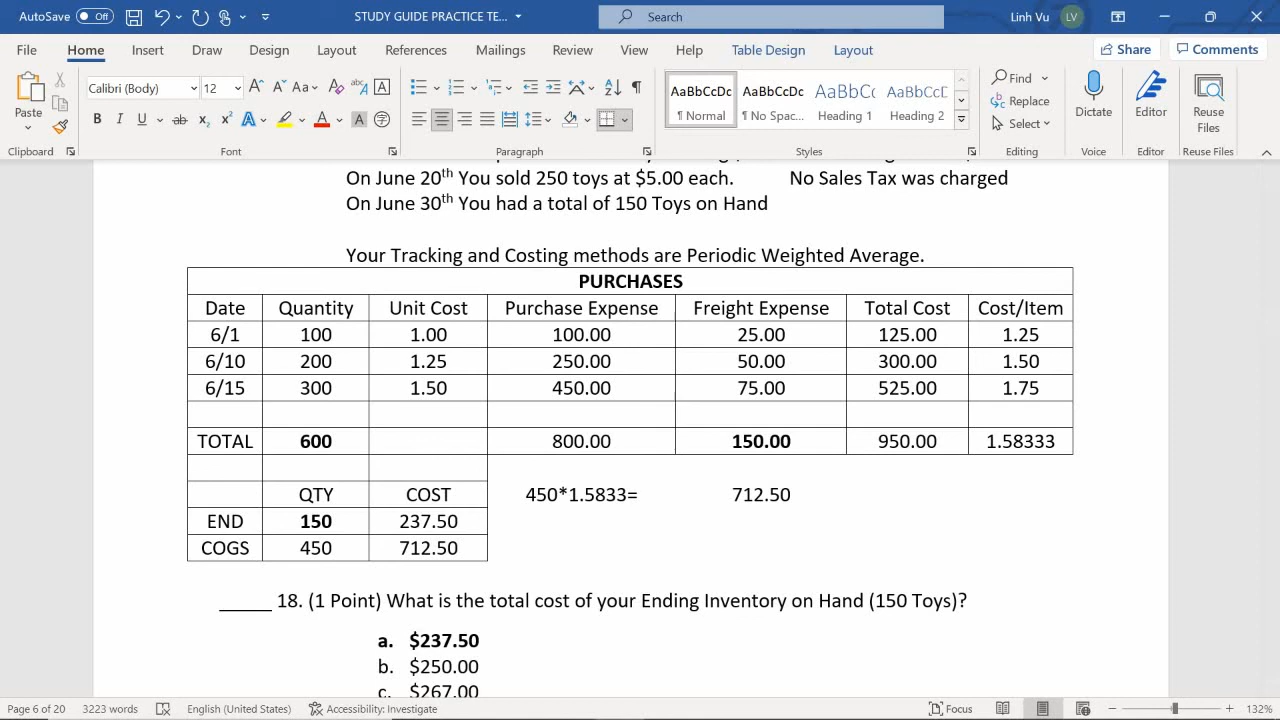 AutoSave Off STUDY GUIDE PRACTICE TE... Search Linh Vu LV
File Home Insert Draw Design Layout References Mailings Review View Help Table Design Layout Share Comments
Paste Calibri (Body) 12 Aa AaBbCcDc AaBbCcDc AaBbCc AaBbCcD Find Dictate Editor Reuse Files
¶ Normal ¶ No Spac... Heading 1 Heading 2 Replace
Select
Clipboard Font Paragraph Styles Editing Voice Editor Reuse Files
On June 20th You sold 250 toys at $5.00 each. No Sales Tax was charged
On June 30th You had a total of 150 Toys on Hand
Your Tracking and Costing methods are Periodic Weighted Average.
PURCHASES
Date Quantity Unit Cost Purchase Expense Freight Expense Total Cost Cost/Item
6/1 100 1.00 100.00 25.00 125.00 1.25
6/10 200 1.25 250.00 50.00 300.00 1.50
6/15 300 1.50 450.00 75.00 525.00 1.75
TOTAL 600 800.00 150.00 950.00 1.58333
QTY COST 450*1.5833= 712.50
END 150 237.50
COGS 450 712.50
_____ 18. (1 Point) What is the total cost of your Ending Inventory on Hand (150 Toys)?
a. $237.50
b. $250.00
c. $267.00
Page 6 of 20 3223 words English (United States) Accessibility: Investigate Focus 132%